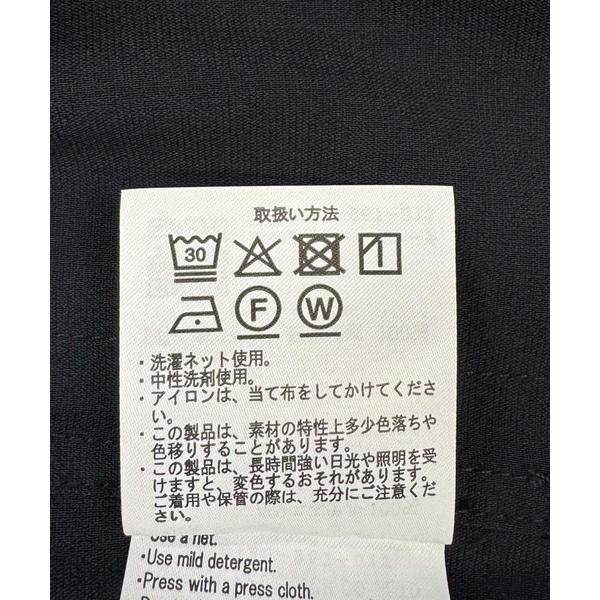 取扱い方法
30
F
W
・洗濯ネット使用。
・中性洗剤使用。
・アイロンは、当て布をしてかけてくださ
い。
・この製品は、素材の特性上多少色落ちや
色移りすることがあります。
・この製品は、長時間強い日光や照明を受
けますと、変色するおそれがあります。
ご着用や保管の際は、充分にご注意くだ
さい。
・Use a net.
・Use mild detergent.
・Press with a press cloth.